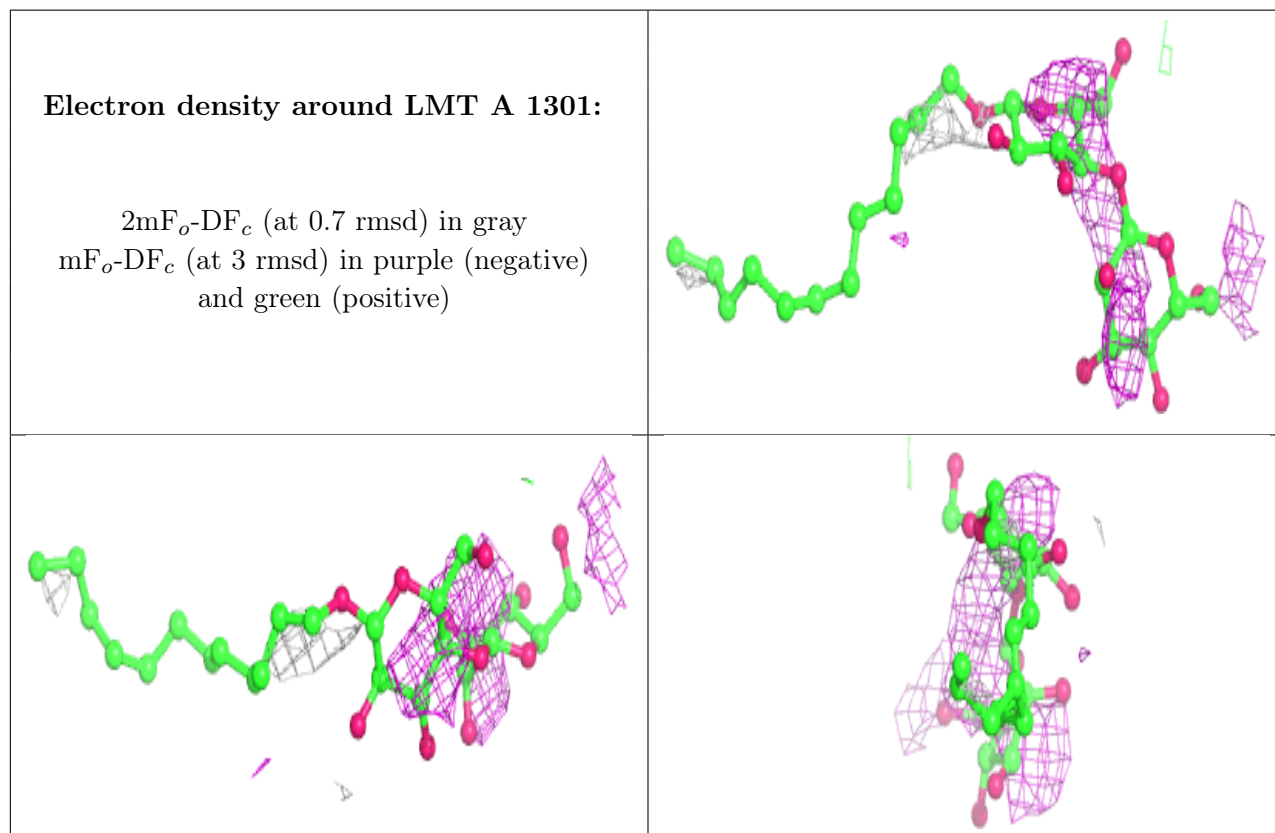 Electron density around LMT A 1301:
2mFₒ-DF𝒸 (at 0.7 rmsd) in gray
mFₒ-DF𝒸 (at 3 rmsd) in purple (negative)
and green (positive)